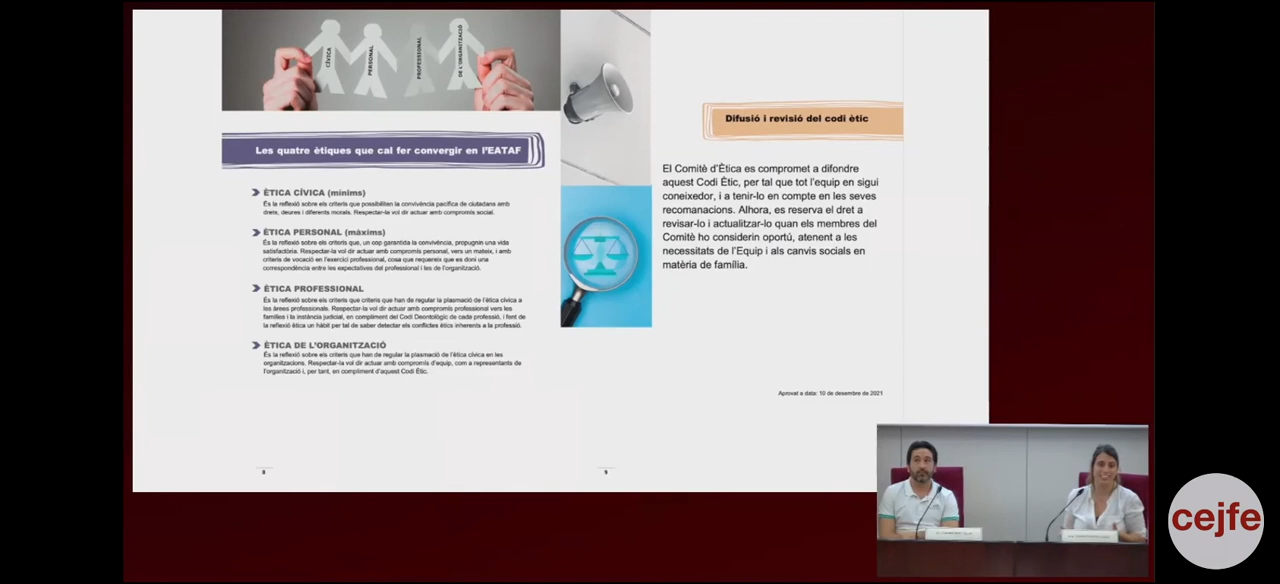 CÍVICA
PERSONAL
PROFESSIONAL
DE L'ORGANITZACIÓ
Les quatre ètiques que cal fer convergir en l'EATAF
ÈTICA CÍVICA (mínims)
És la reflexió sobre els criteris que possibiliten la convivència pacífica de ciutadans amb
drets, deures i diferents morals. Respectar-la vol dir actuar amb compromís social.
ÈTICA PERSONAL (màxims)
És la reflexió sobre els criteris que, un cop garantida la convivència, propugnin una vida
satisfactòria. Respectar-la vol dir actuar amb compromís personal, vers un mateix, i amb
criteris de vocació en l'exercici professional, cosa que requereix que es doni una
correspondència entre les expectatives del professional i les de l'organització.
ÈTICA PROFESSIONAL
És la reflexió sobre els criteris que criteris que han de regular la plasmació de l'ètica cívica a
les àrees professionals. Respectar-la vol dir actuar amb compromís professional vers les
famílies i la instància judicial, en compliment del Codi Deontològic de cada professió, i fent de
la reflexió ètica un hàbit per tal de saber detectar els conflictes ètics inherents a la professió.
ÈTICA DE L'ORGANITZACIÓ
És la reflexió sobre els criteris que han de regular la plasmació de l'ètica cívica en les
organitzacions. Respectar-la vol dir actuar amb compromís d'equip, com a representants de
l'organització i, per tant, en compliment d'aquest Codi Ètic.
8
Difusió i revisió del codi ètic
El Comitè d'Ètica es compromet a difondre
aquest Codi Ètic, per tal que tot l'equip en sigui
coneixedor, i a tenir-lo en compte en les seves
recomanacions. Alhora, es reserva el dret a
revisar-lo i actualitzar-lo quan els membres del
Comitè ho considerin oportú, atenent a les
necessitats de l'Equip i als canvis socials en
matèria de família.
Aprovat a data: 10 de desembre de 2021
9
cejfe